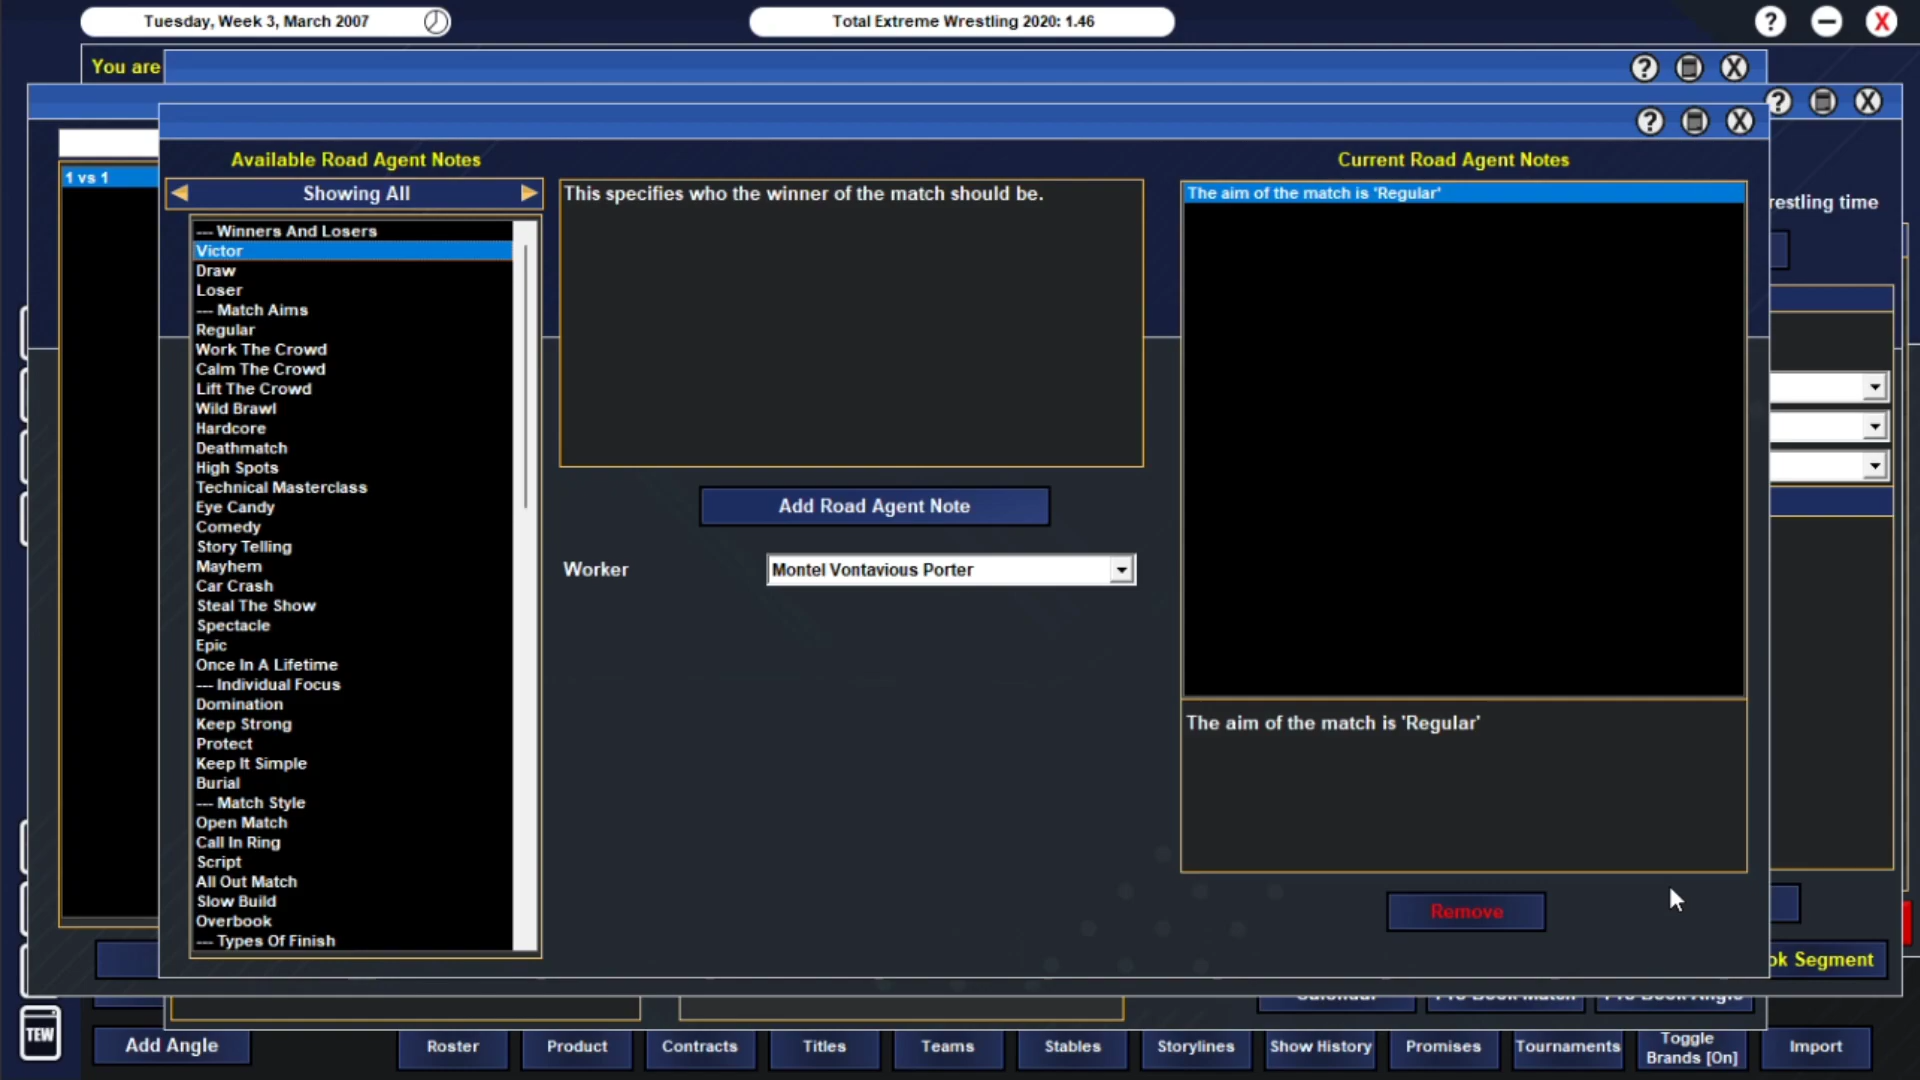 Tuesday, Week 3, March 2007
Total Extreme Wrestling 2020: 1.46
?
X
You are
?
X
?
X
?
X
1 vs 1
Available Road Agent Notes
Showing All
--- Winners And Losers
Victor
Draw
Loser
--- Match Aims
Regular
Work The Crowd
Calm The Crowd
Lift The Crowd
Wild Brawl
Hardcore
Deathmatch
High Spots
Technical Masterclass
Eye Candy
Comedy
Story Telling
Mayhem
Car Crash
Steal The Show
Spectacle
Epic
Once In A Lifetime
--- Individual Focus
Domination
Keep Strong
Protect
Keep It Simple
Burial
--- Match Style
Open Match
Call In Ring
Script
All Out Match
Slow Build
Overbook
--- Types Of Finish
This specifies who the winner of the match should be.
Add Road Agent Note
Worker
Montel Vontavious Porter
Current Road Agent Notes
The aim of the match is 'Regular'
The aim of the match is 'Regular'
Remove
restling time
ok Segment
Calendar
Pre Book Match
Pre Book Angle
TEW
Add Angle
Roster
Product
Contracts
Titles
Teams
Stables
Storylines
Show History
Promises
Tournaments
Toggle
Brands [On]
Import